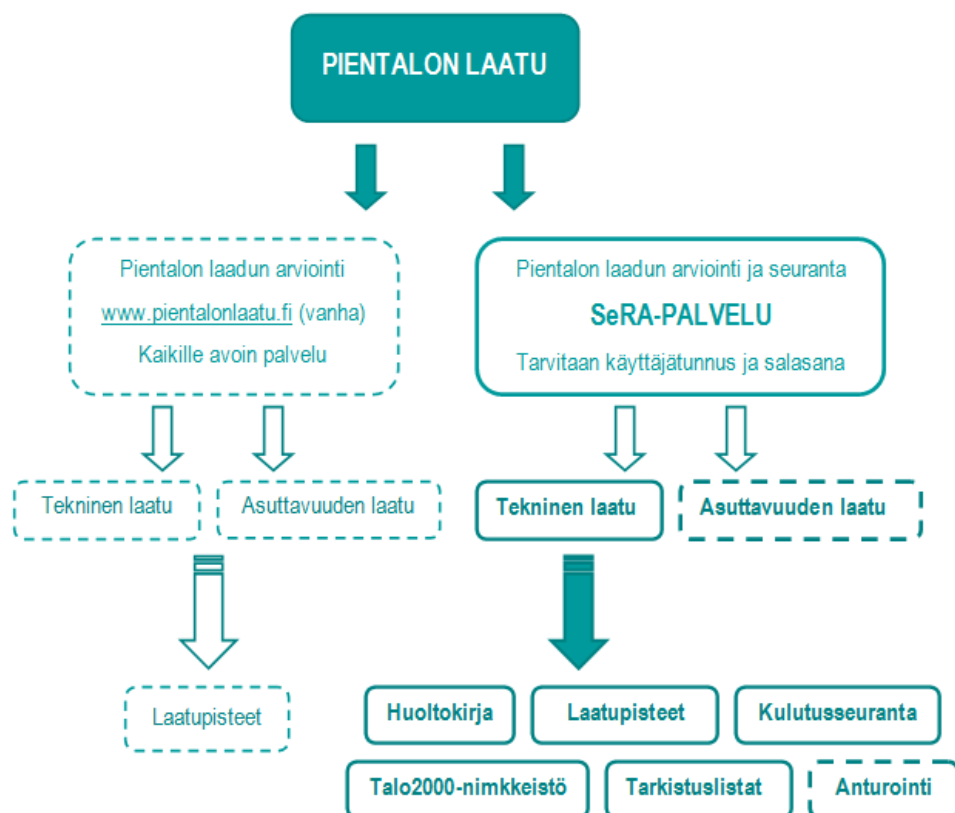 PIENTALON LAATU
Pientalon laadun arviointi
www.pientalonlaatu.fi (vanha)
Kaikille avoin palvelu
Pientalon laadun arviointi ja seuranta
SeRA-PALVELU
Tarvitaan käyttäjätunnus ja salasana
Tekninen laatu
Asuttavuuden laatu
Tekninen laatu
Asuttavuuden laatu
Laatupisteet
Huoltokirja
Laatupisteet
Kulutusseuranta
Talo2000-nimkkeistö
Tarkistuslistat
Anturointi